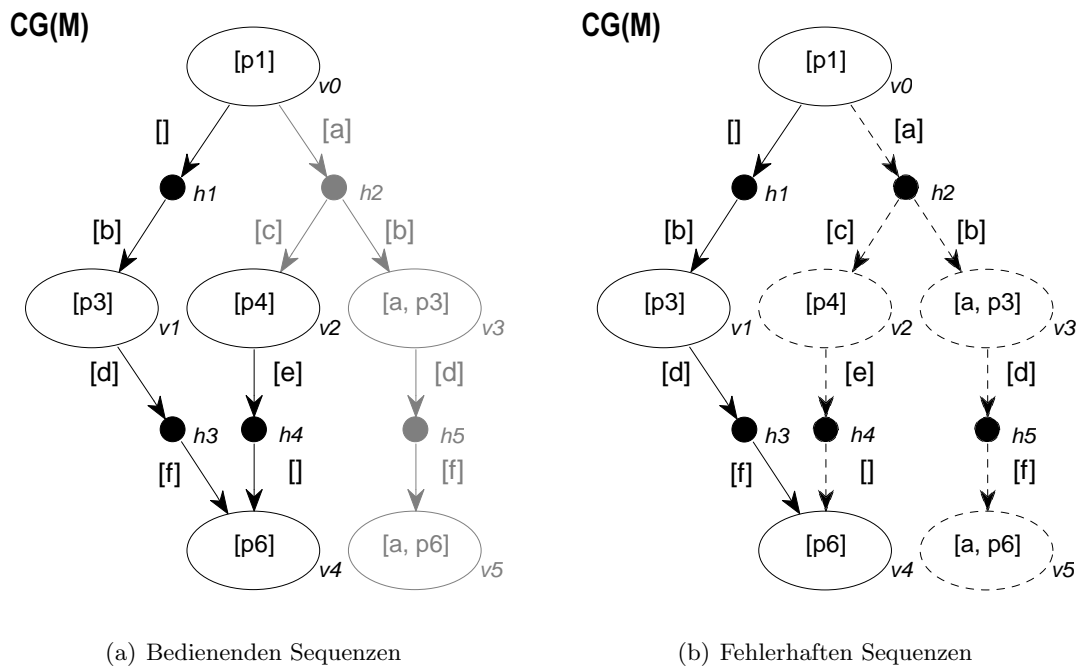 CG(M)
[p1]
v0
[]
[a]
h1
h2
[b]
[c]
[b]
[p3]
v1
[p4]
v2
[a, p3]
v3
[d]
[e]
[d]
h3
h4
h5
[f]
[]
[f]
[p6]
v4
[a, p6]
v5
(a) Bedienenden Sequenzen
CG(M)
[p1]
v0
[]
[a]
h1
h2
[b]
[c]
[b]
[p3]
v1
[p4]
v2
[a, p3]
v3
[d]
[e]
[d]
h3
h4
h5
[f]
[]
[f]
[p6]
v4
[a, p6]
v5
(b) Fehlerhaften Sequenzen